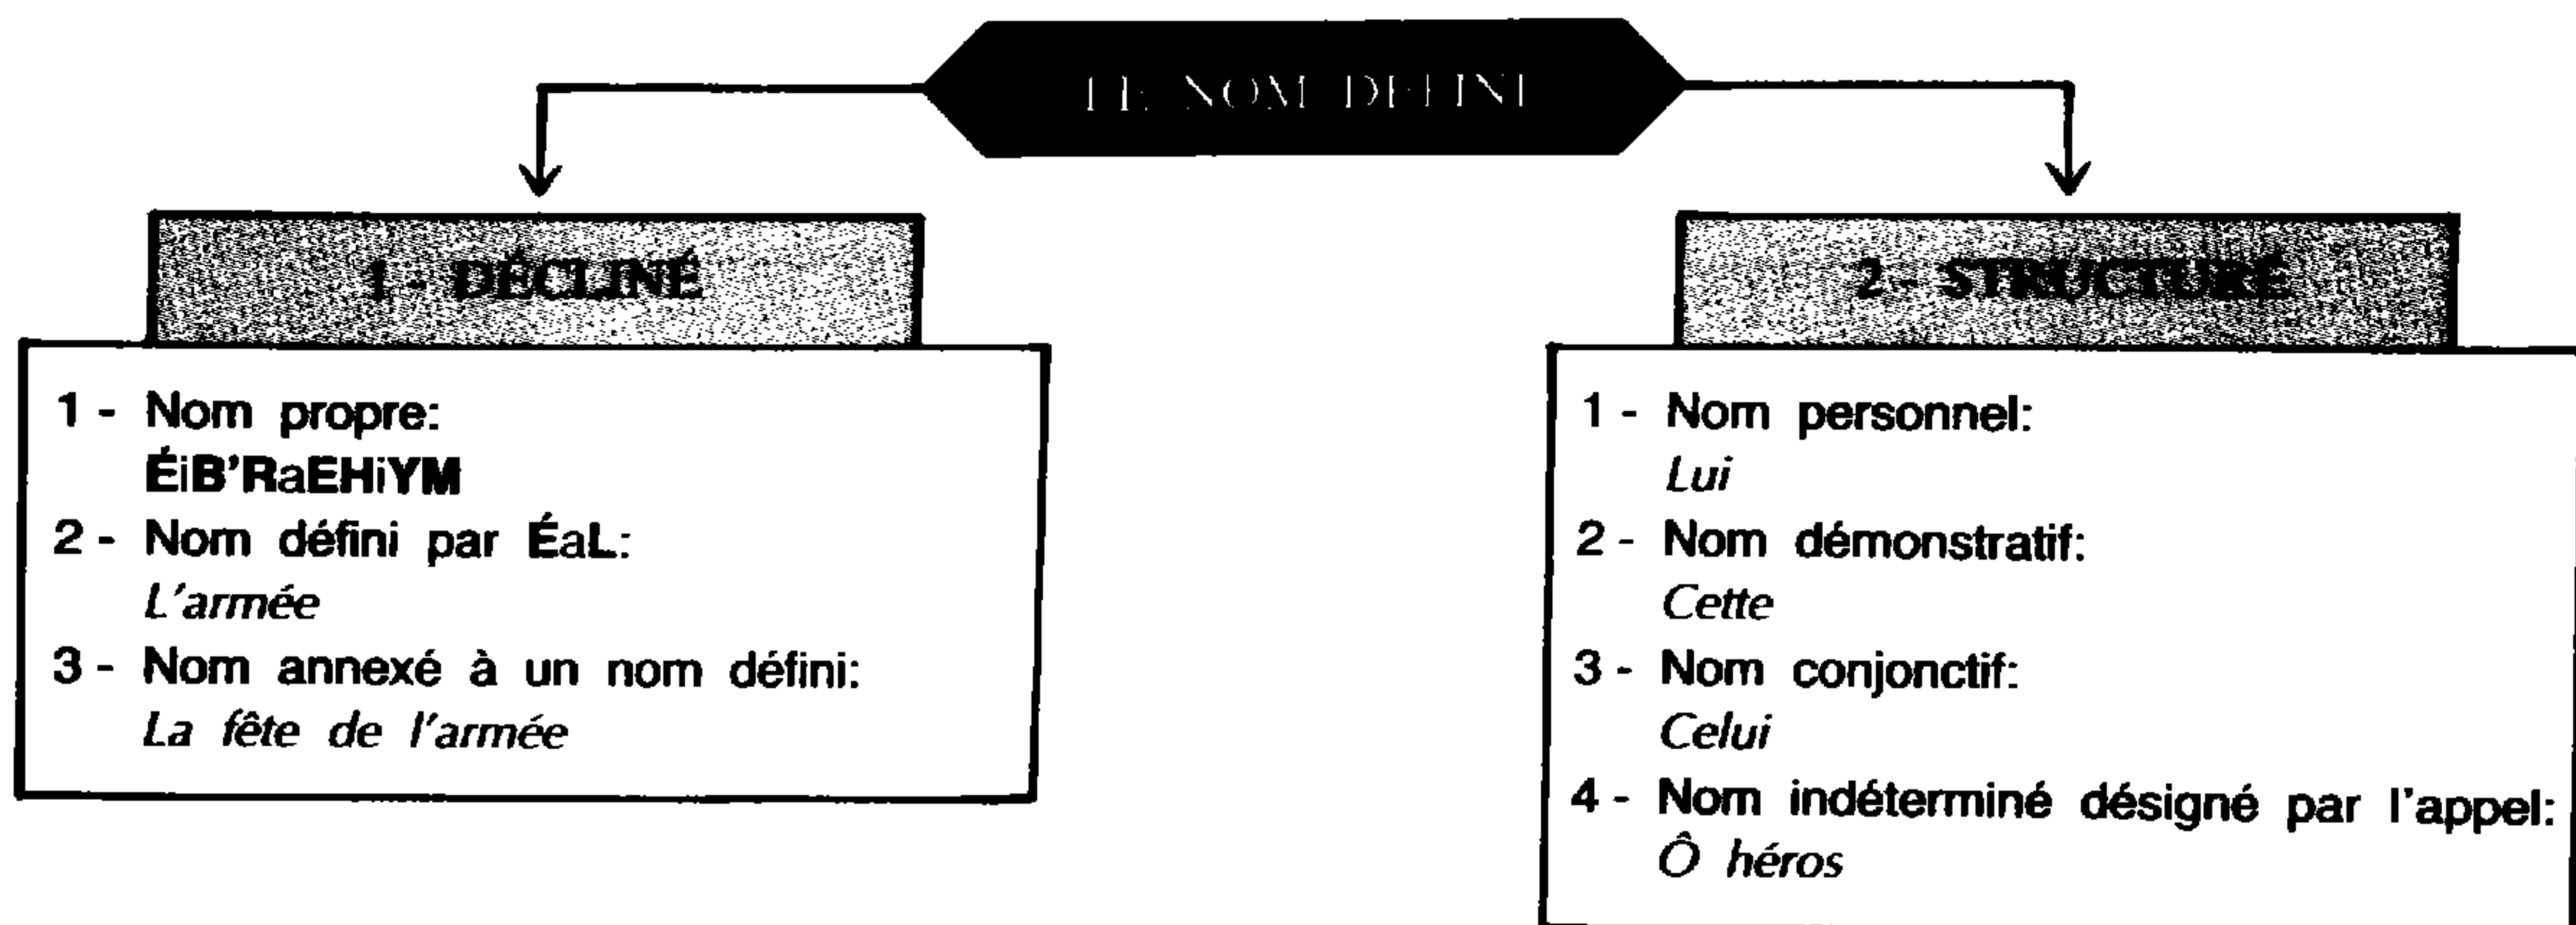 LE NOM DÉFINI
1 - DÉCLINÉ
1 - Nom propre:
ÉiB'RaEHiYM
2 - Nom défini par ÉaL:
L'armée
3 - Nom annexé à un nom défini:
La fête de l'armée
2 - STRUCTURÉ
1 - Nom personnel:
Lui
2 - Nom démonstratif:
Cette
3 - Nom conjonctif:
Celui
4 - Nom indéterminé désigné par l'appel:
Ô héros